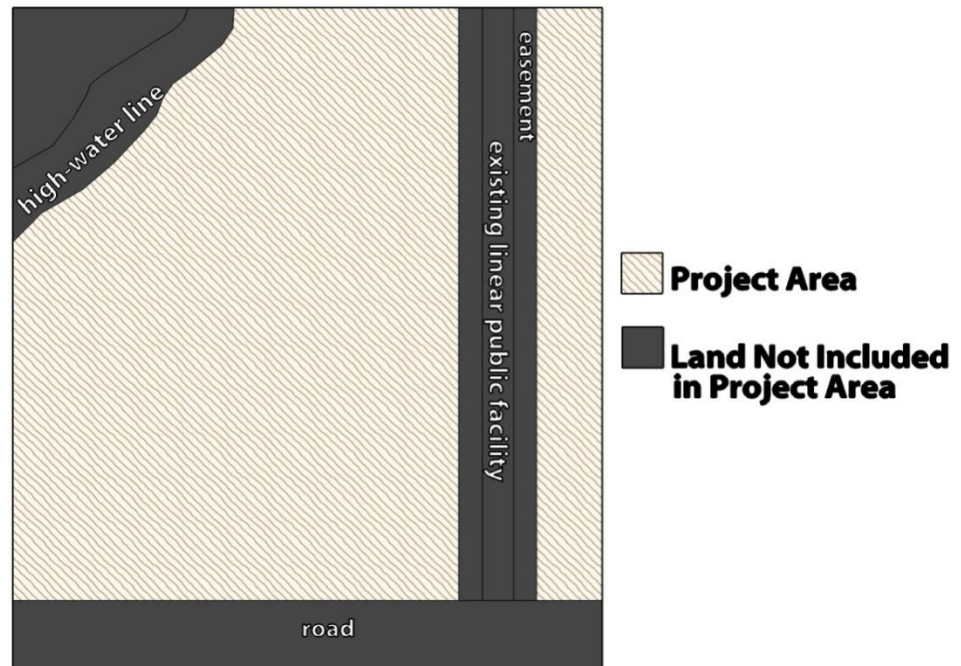 high-water line
easement
existing linear public facility
road
Project Area
Land Not Included
in Project Area